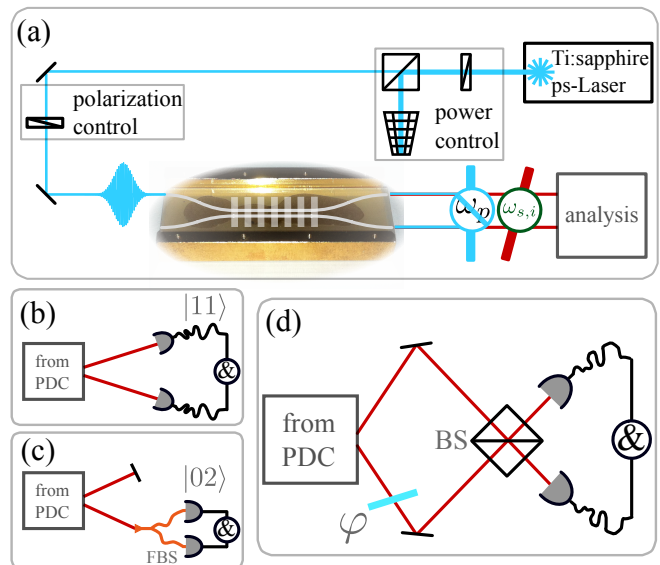 (a)
Ti:sapphire
ps-Laser
polarization
control
power
control
ωp
ωs,i
analysis
(b)
|11⟩
from
PDC
&
(c)
|02⟩
from
PDC
FBS
&
(d)
from
PDC
BS
φ
&